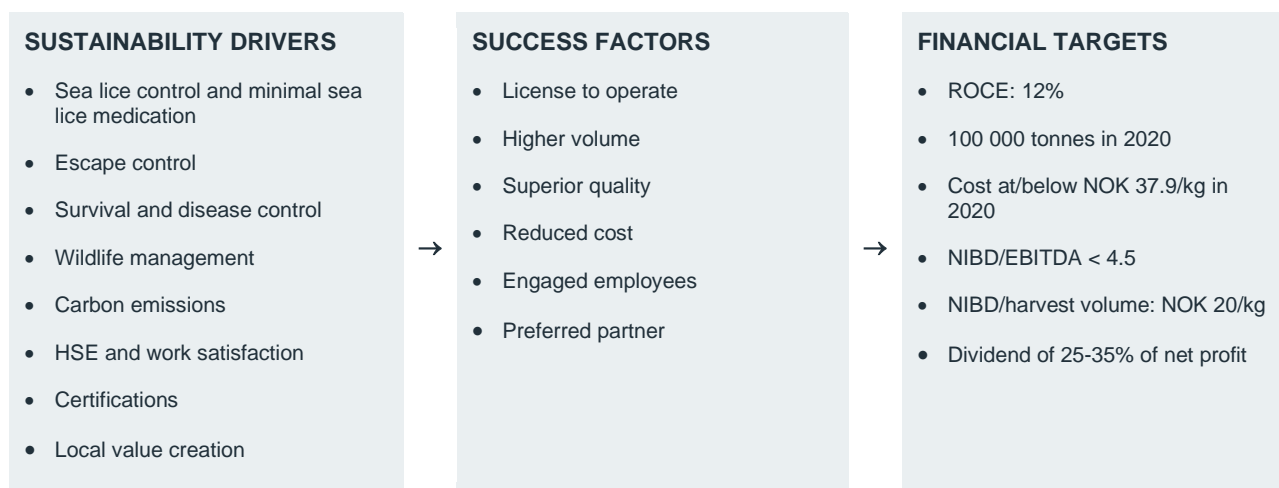 SUSTAINABILITY DRIVERS
• Sea lice control and minimal sea
lice medication
• Escape control
• Survival and disease control
• Wildlife management
• Carbon emissions
• HSE and work satisfaction
• Certifications
• Local value creation
→
SUCCESS FACTORS
• License to operate
• Higher volume
• Superior quality
• Reduced cost
• Engaged employees
• Preferred partner
→
FINANCIAL TARGETS
• ROCE: 12%
• 100 000 tonnes in 2020
• Cost at/below NOK 37.9/kg in
2020
• NIBD/EBITDA < 4.5
• NIBD/harvest volume: NOK 20/kg
• Dividend of 25-35% of net profit